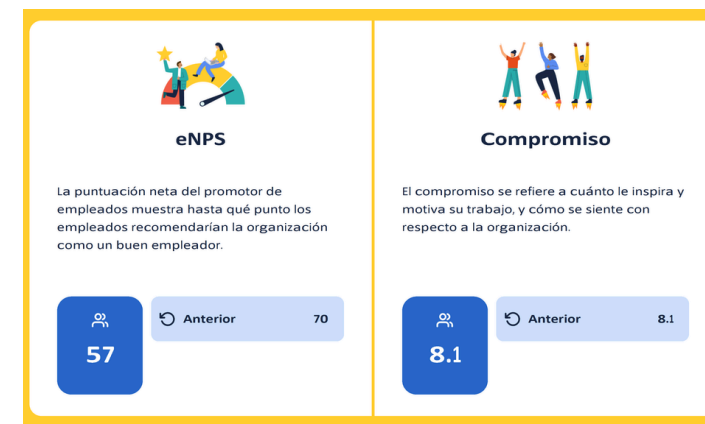 eNPS
La puntuación neta del promotor de
empleados muestra hasta qué punto los
empleados recomendarían la organización
como un buen empleador.
57
Anterior 70
Compromiso
El compromiso se refiere a cuánto le inspira y
motiva su trabajo, y cómo se siente con
respecto a la organización.
8.1
Anterior 8.1